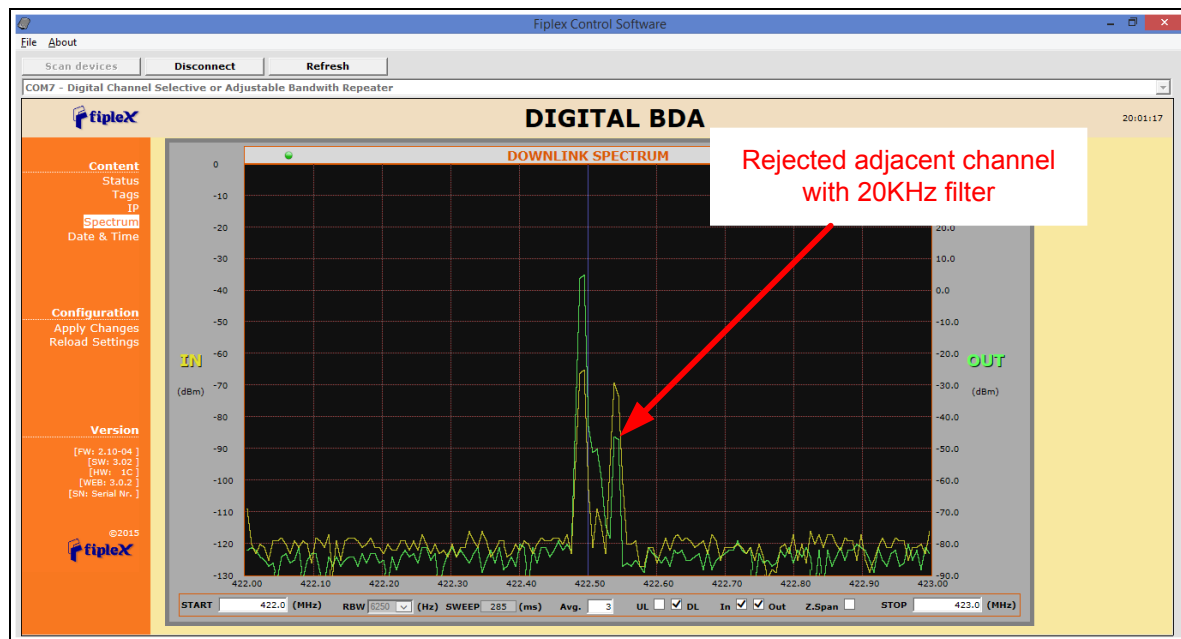 Fiplex Control Software
File About
Scan devices Disconnect Refresh
COM7 - Digital Channel Selective or Adjustable Bandwith Repeater
fipleX
DIGITAL BDA
20:01:17
Content
Status
Tags
IP
Spectrum
Date & Time
Configuration
Apply Changes
Reload Settings
Version
[FW: 2.10-04 ]
[SW: 3.02 ]
[HW: 1C ]
[WEB: 3.0.2 ]
[SN: Serial Nr. ]
©2015
fipleX
DOWNLINK SPECTRUM
Rejected adjacent channel
with 20KHz filter
IN
(dBm)
0
-10
-20
-30
-40
-50
-60
-70
-80
-90
-100
-110
-120
-130
20.0
10.0
0.0
-10.0
-20.0
-30.0
-40.0
-50.0
-60.0
-70.0
-80.0
-90.0
OUT
(dBm)
422.00 422.10 422.20 422.30 422.40 422.50 422.60 422.70 422.80 422.90 423.00
START 422.0 (MHz) RBW 6250 (Hz) SWEEP 285 (ms) Avg. 3 UL DL In Out Z.Span STOP 423.0 (MHz)